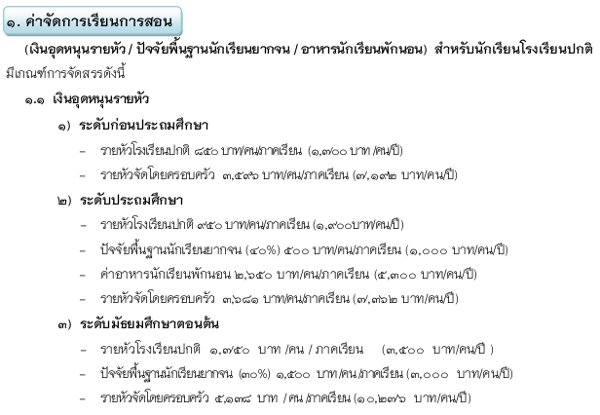 ๑. ค่าจัดการเรียนการสอน
(เงินอุดหนุนรายหัว / ปัจจัยพื้นฐานนักเรียนยากจน / อาหารนักเรียนพักนอน) สำหรับนักเรียนโรงเรียนปกติ
มีเกณฑ์การจัดสรรดังนี้
๑.๑ เงินอุดหนุนรายหัว
๑) ระดับก่อนประถมศึกษา
- รายหัวโรงเรียนปกติ ๘๕๐ บาท/คน/ภาคเรียน (๑,๗๐๐ บาท /คน/ปี)
- รายหัวจัดโดยครอบครัว ๓,๕๙๖ บาท/คน/ภาคเรียน (๗,๑๙๒ บาท/คน/ปี)
๒) ระดับประถมศึกษา
- รายหัวโรงเรียนปกติ ๙๕๐ บาท/คน/ภาคเรียน (๑,๙๐๐บาท/คน/ปี)
- ปัจจัยพื้นฐานนักเรียนยากจน (๔๐%) ๕๐๐ บาท/คน/ภาคเรียน (๑,๐๐๐ บาท/คน/ปี)
- ค่าอาหารนักเรียนพักนอน ๒,๖๕๐ บาท/คน/ภาคเรียน (๕,๓๐๐ บาท/คน/ปี)
- รายหัวจัดโดยครอบครัว ๓,๖๘๑ บาท/คน/ภาคเรียน (๗,๓๖๒ บาท/คน/ปี)
๓) ระดับมัธยมศึกษาตอนต้น
- รายหัวโรงเรียนปกติ ๑,๗๕๐ บาท /คน / ภาคเรียน (๓,๕๐๐ บาท/คน/ปี )
- ปัจจัยพื้นฐานนักเรียนยากจน (๓๐%) ๑,๕๐๐ บาท/คน/ภาคเรียน (๓,๐๐๐ บาท/คน/ปี)
- รายหัวจัดโดยครอบครัว ๕,๑๓๘ บาท / คน /ภาคเรียน (๑๐,๒๗๖ บาท/คน/ปี)